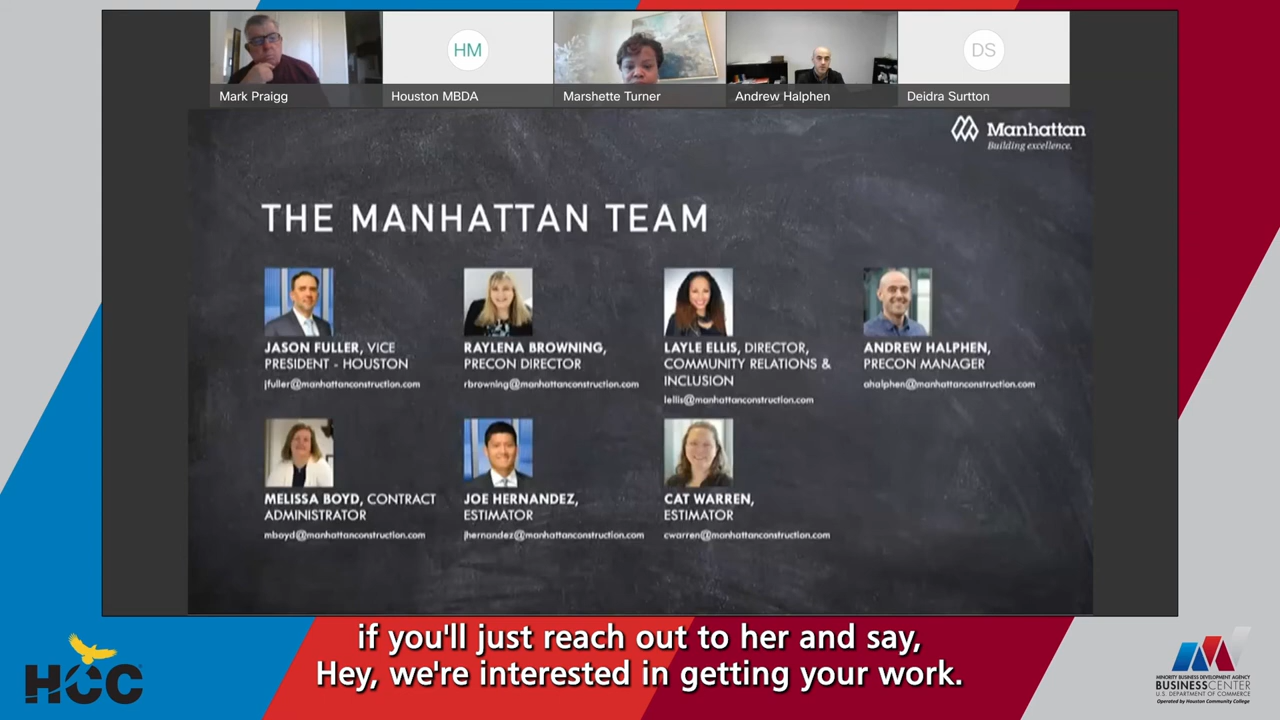 HM
DS
Mark Praigg
Houston MBDA
Marshette Turner
Andrew Halphen
Deidra Surtton
Manhattan
Building excellence.
THE MANHATTAN TEAM
JASON FULLER, VICE
PRESIDENT - HOUSTON
jfuller@manhattanconstruction.com
RAYLENA BROWNING,
PRECON DIRECTOR
rbrowning@manhattanconstruction.com
LAYLE ELLIS, DIRECTOR,
COMMUNITY RELATIONS &
INCLUSION
lellis@manhattanconstruction.com
ANDREW HALPHEN,
PRECON MANAGER
ahalphen@manhattanconstruction.com
MELISSA BOYD, CONTRACT
ADMINISTRATOR
mboyd@manhattanconstruction.com
JOE HERNANDEZ,
ESTIMATOR
jhernandez@manhattanconstruction.com
CAT WARREN,
ESTIMATOR
cwarren@manhattanconstruction.com
if you'll just reach out to her and say,
Hey, we're interested in getting your work.
HCC
MINORITY BUSINESS DEVELOPMENT AGENCY
BUSINESS CENTER
U.S. DEPARTMENT OF COMMERCE
Operated by Houston Community College